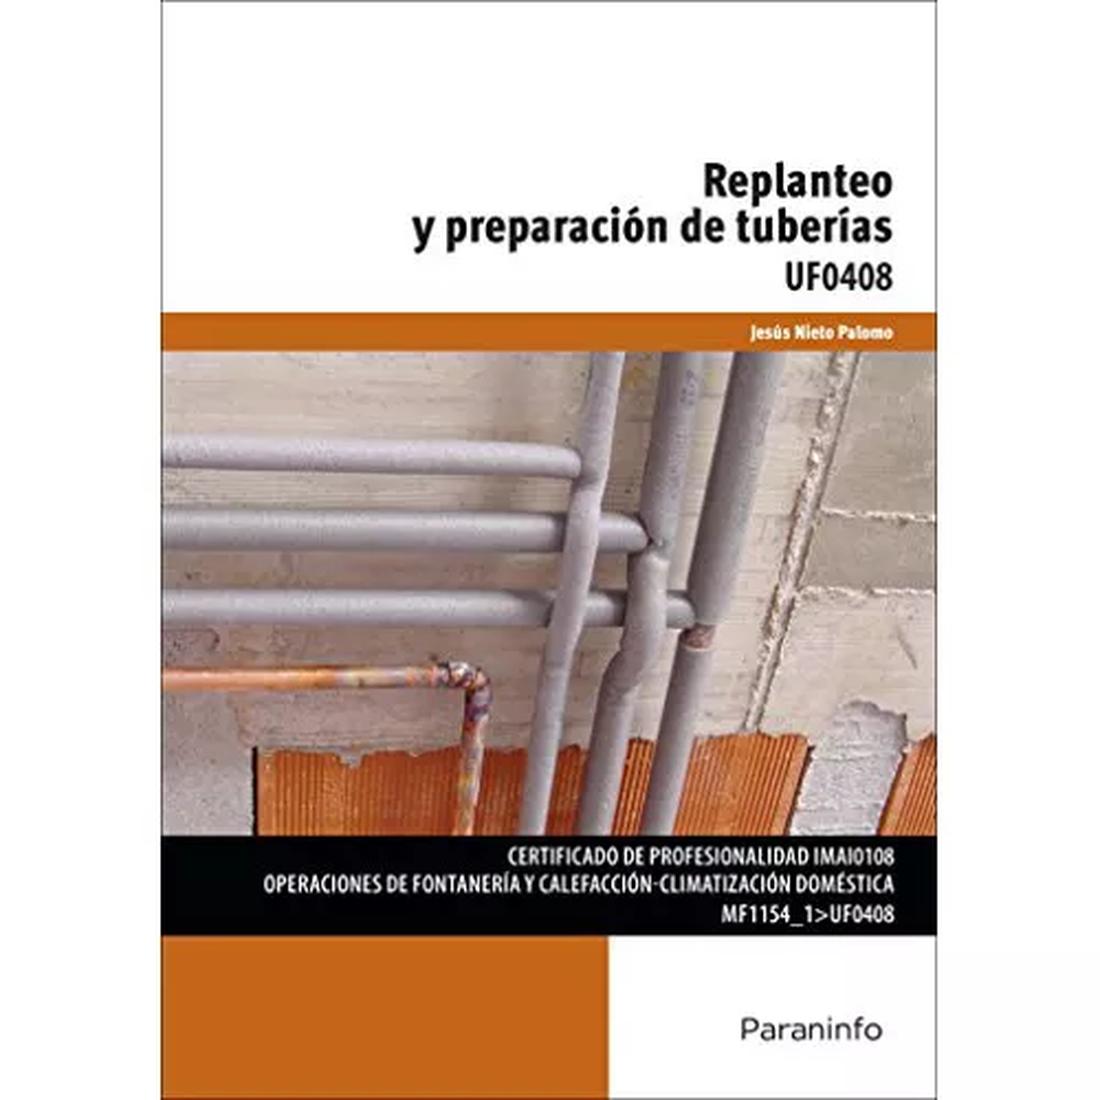 Replanteo
y preparación de tuberías
UF0408
Jesús Nieto Palomo
CERTIFICADO DE PROFESIONALIDAD IMAI0108
OPERACIONES DE FONTANERÍA Y CALEFACCIÓN-CLIMATIZACIÓN DOMÉSTICA
MF1154_1>UF0408
Paraninfo